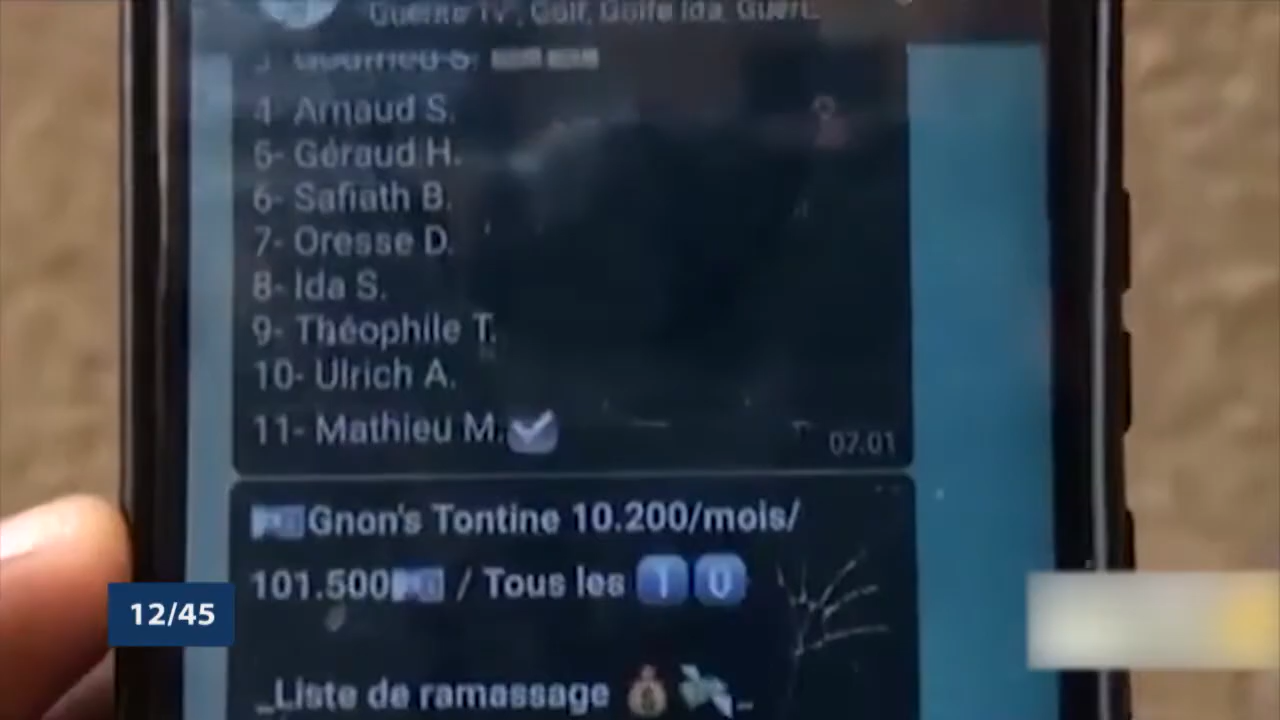 4- Arnaud S.
5- Géraud H.
6- Safiath B.
7- Oresse D.
8- Ida S.
9- Théophile T.
10- Ulrich A.
11- Mathieu M.
07:01
Gnon's Tontine 10.200/mois/
101.500 / Tous les 1 0
_Liste de ramassage _
12/45